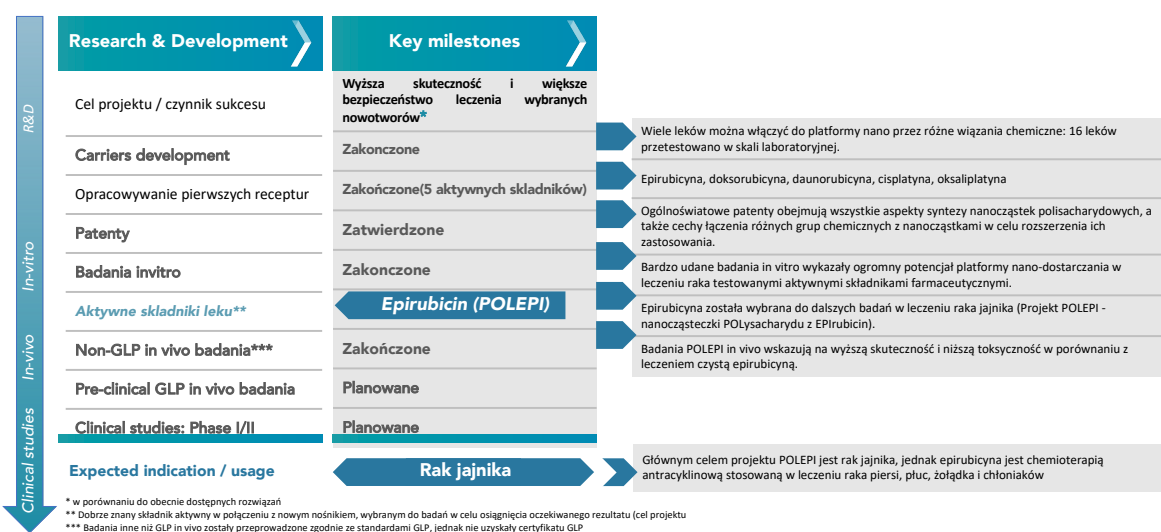 Research & Development
Key milestones
R&D
In-vitro
In-vivo
Clinical studies
Cel projektu / czynnik sukcesu
Wyższa skuteczność i większe
bezpieczeństwo leczenia wybranych
nowotworów*
Carriers development
Zakonczone
Wiele leków można włączyć do platformy nano przez różne wiązania chemiczne: 16 leków
przetestowano w skali laboratoryjnej.
Opracowywanie pierwszych receptur
Zakończone(5 aktywnych składników)
Epirubicyna, doksorubicyna, daunorubicyna, cisplatyna, oksaliplatyna
Patenty
Zatwierdzone
Ogólnoświatowe patenty obejmują wszystkie aspekty syntezy nanocząstek polisacharydowych, a
także cechy łączenia różnych grup chemicznych z nanocząstkami w celu rozszerzenia ich
zastosowania.
Badania invitro
Zakonczone
Bardzo udane badania in vitro wykazały ogromny potencjał platformy nano-dostarczania w
leczeniu raka testowanymi aktywnymi składnikami farmaceutycznymi.
Aktywne składniki leku**
Epirubicin (POLEPI)
Epirubicyna została wybrana do dalszych badań w leczeniu raka jajnika (Projekt POLEPI -
nanocząsteczki POLysacharydu z EPIrubicin).
Non-GLP in vivo badania***
Zakończone
Badania POLEPI in vivo wskazują na wyższą skuteczność i niższą toksyczność w porównaniu z
leczeniem czystą epirubicyną.
Pre-clinical GLP in vivo badania
Planowane
Clinical studies: Phase I/II
Planowane
Expected indication / usage
Rak jajnika
Głównym celem projektu POLEPI jest rak jajnika, jednak epirubicyna jest chemioterapią
antracyklinową stosowaną w leczeniu raka piersi, płuc, żołądka i chłoniaków
* w porównaniu do obecnie dostępnych rozwiązań
** Dobrze znany składnik aktywny w połączeniu z nowym nośnikiem, wybranym do badań w celu osiągnięcia oczekiwanego rezultatu (cel projektu
*** Badania inne niż GLP in vivo zostały przeprowadzone zgodnie ze standardami GLP, jednak nie uzyskały certyfikatu GLP